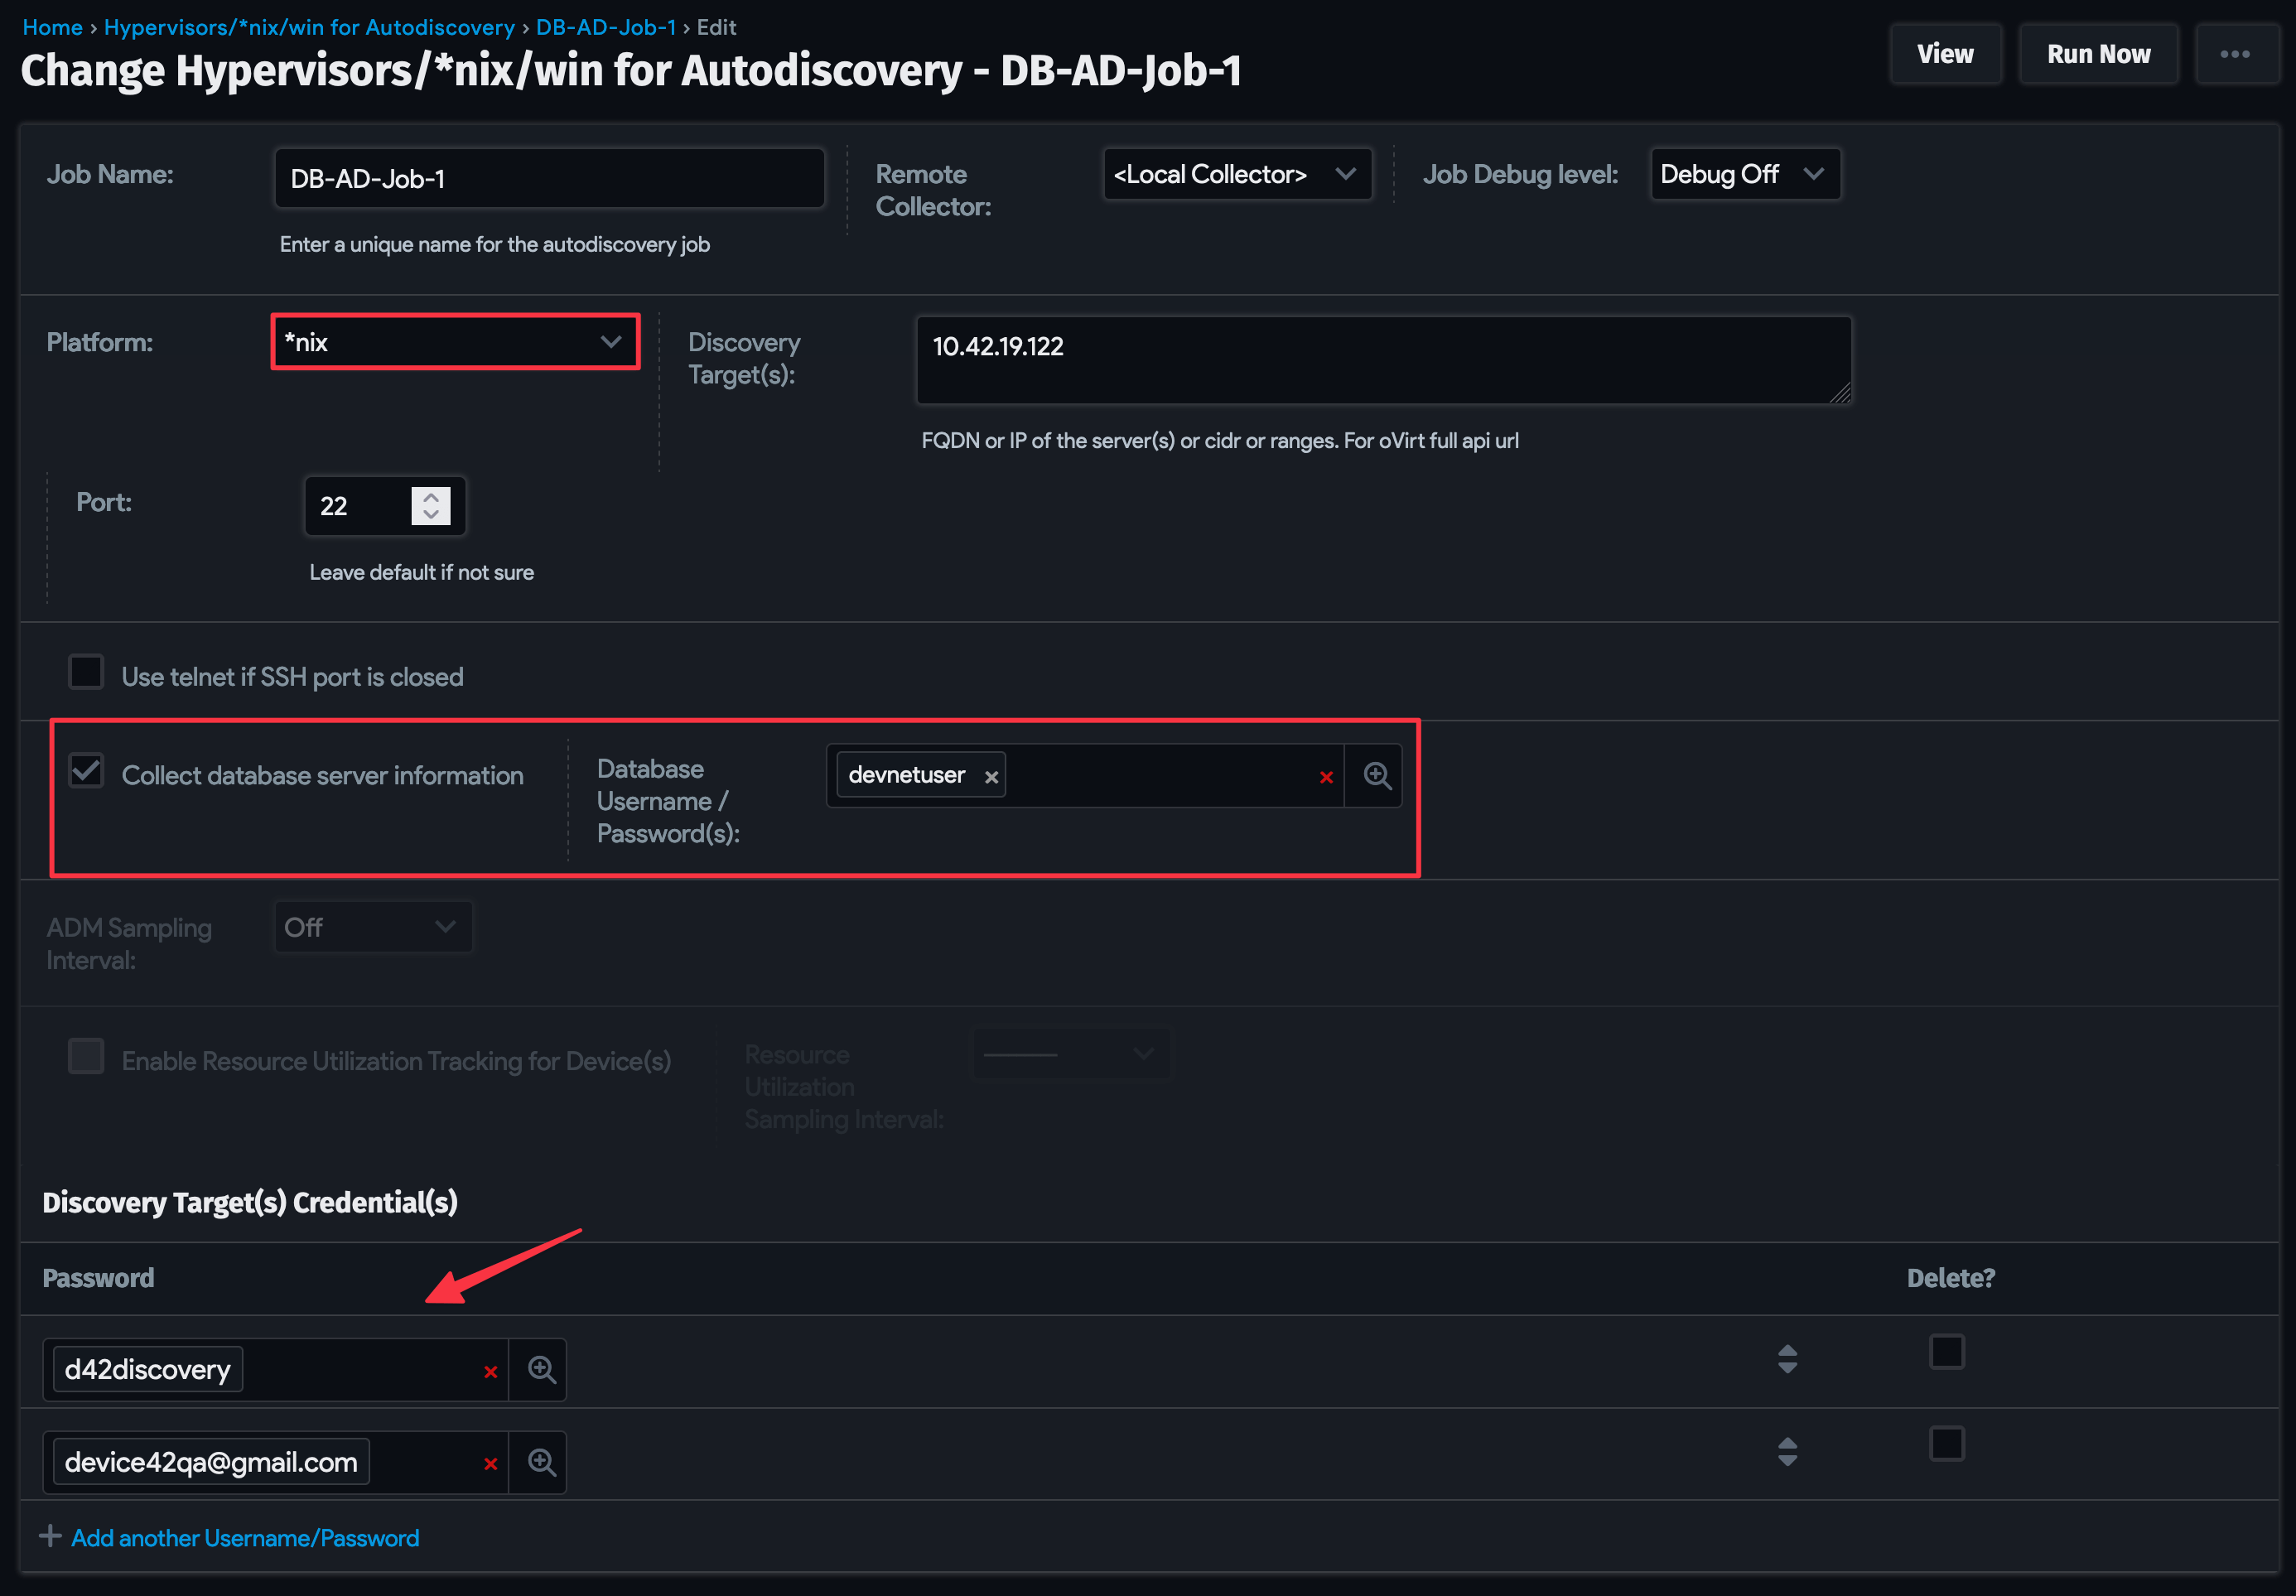 Home › Hypervisors/*nix/win for Autodiscovery › DB-AD-Job-1 › Edit
Change Hypervisors/*nix/win for Autodiscovery - DB-AD-Job-1
View
Run Now
Job Name:
DB-AD-Job-1
Enter a unique name for the autodiscovery job
Remote
Collector:
<Local Collector>
Job Debug level:
Debug Off
Platform:
*nix
Discovery
Target(s):
10.42.19.122
FQDN or IP of the server(s) or cidr or ranges. For oVirt full api url
Port:
22
Leave default if not sure
Use telnet if SSH port is closed
Collect database server information
Database
Username /
Password(s):
devnetuser
ADM Sampling
Interval:
Off
Enable Resource Utilization Tracking for Device(s)
Resource
Utilization
Sampling Interval:
Discovery Target(s) Credential(s)
Password
Delete?
d42discovery
device42qa@gmail.com
Add another Username/Password